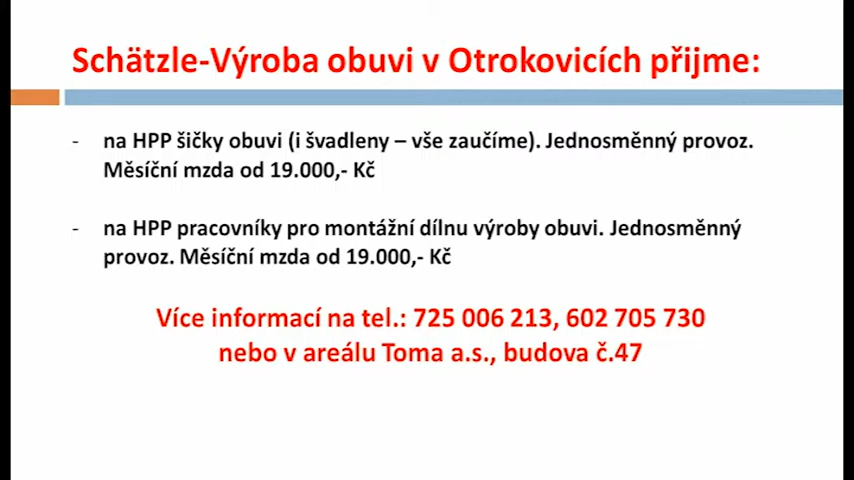 Schätzle-Výroba obuvi v Otrokovicích přijme:
- na HPP šičky obuvi (i švadleny – vše zaučíme). Jednosměnný provoz.
Měsíční mzda od 19.000,- Kč
- na HPP pracovníky pro montážní dílnu výroby obuvi. Jednosměnný
provoz. Měsíční mzda od 19.000,- Kč
Více informací na tel.: 725 006 213, 602 705 730
nebo v areálu Toma a.s., budova č.47